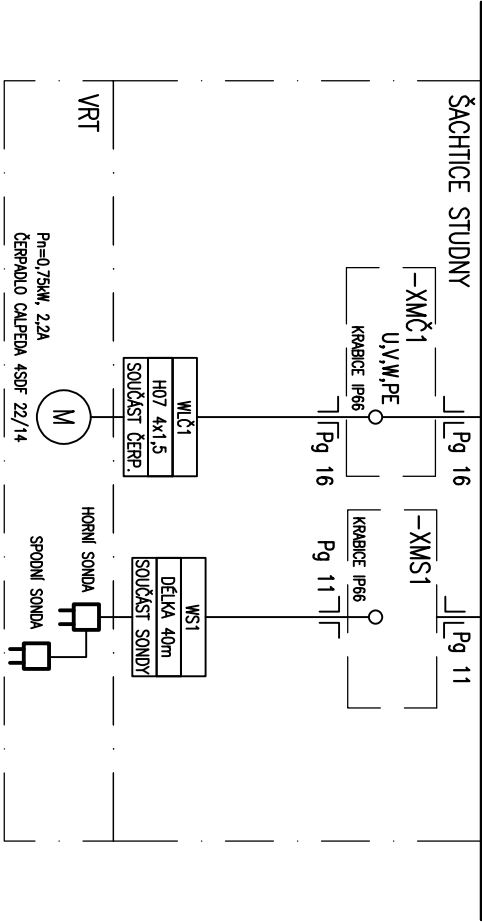 ŠACHTICE STUDNY
-XMČ1
U,V,W,PE
KRABICE IP66
Pg 16
Pg 16
-XMS1
KRABICE IP66
Pg 11
Pg 11
WLČ1
H07 4x1,5
SOUČÁST ČERP.
WS1
DÉLKA 40m
SOUČÁST SONDY
VRT
M
Pn=0,75kW, 2,2A
ČERPADLO CALPEDA 4SDF 22/14
HORNÍ SONDA
SPODNÍ SONDA